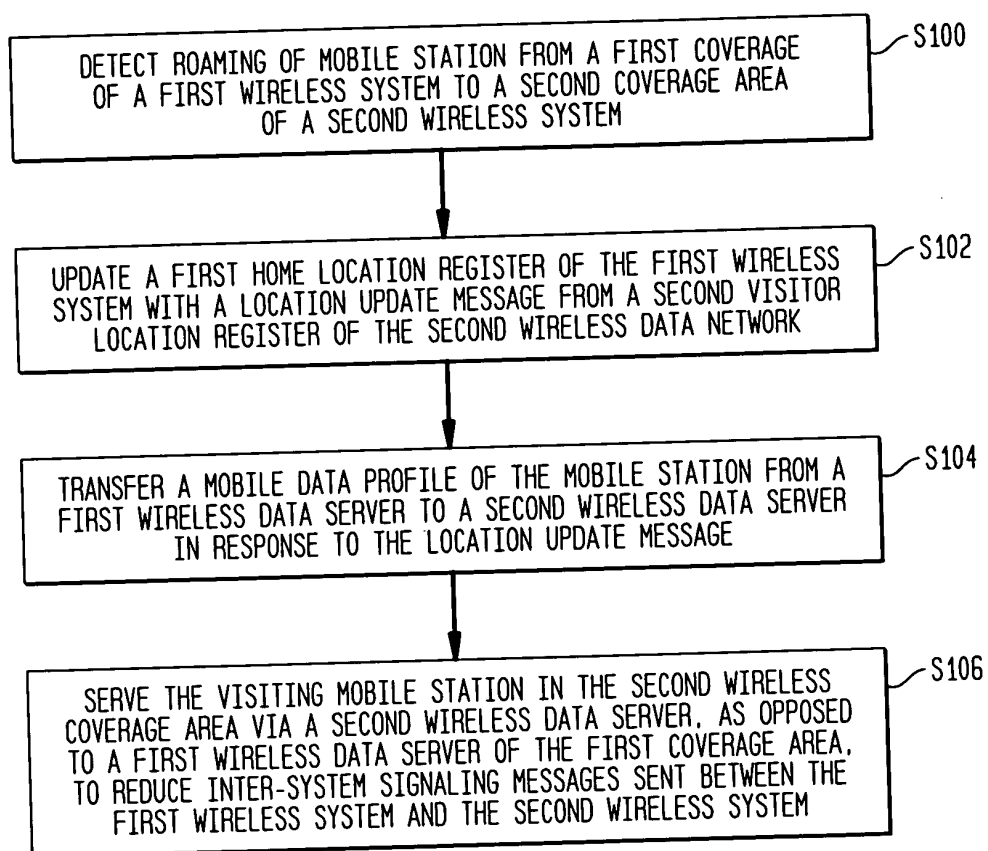 DETECT ROAMING OF MOBILE STATION FROM A FIRST COVERAGE
OF A FIRST WIRELESS SYSTEM TO A SECOND COVERAGE AREA
OF A SECOND WIRELESS SYSTEM
S100
UPDATE A FIRST HOME LOCATION REGISTER OF THE FIRST WIRELESS
SYSTEM WITH A LOCATION UPDATE MESSAGE FROM A SECOND VISITOR
LOCATION REGISTER OF THE SECOND WIRELESS DATA NETWORK
S102
TRANSFER A MOBILE DATA PROFILE OF THE MOBILE STATION FROM A
FIRST WIRELESS DATA SERVER TO A SECOND WIRELESS DATA SERVER
IN RESPONSE TO THE LOCATION UPDATE MESSAGE
S104
SERVE THE VISITING MOBILE STATION IN THE SECOND WIRELESS
COVERAGE AREA VIA A SECOND WIRELESS DATA SERVER, AS OPPOSED
TO A FIRST WIRELESS DATA SERVER OF THE FIRST COVERAGE AREA,
TO REDUCE INTER-SYSTEM SIGNALING MESSAGES SENT BETWEEN THE
FIRST WIRELESS SYSTEM AND THE SECOND WIRELESS SYSTEM
S106